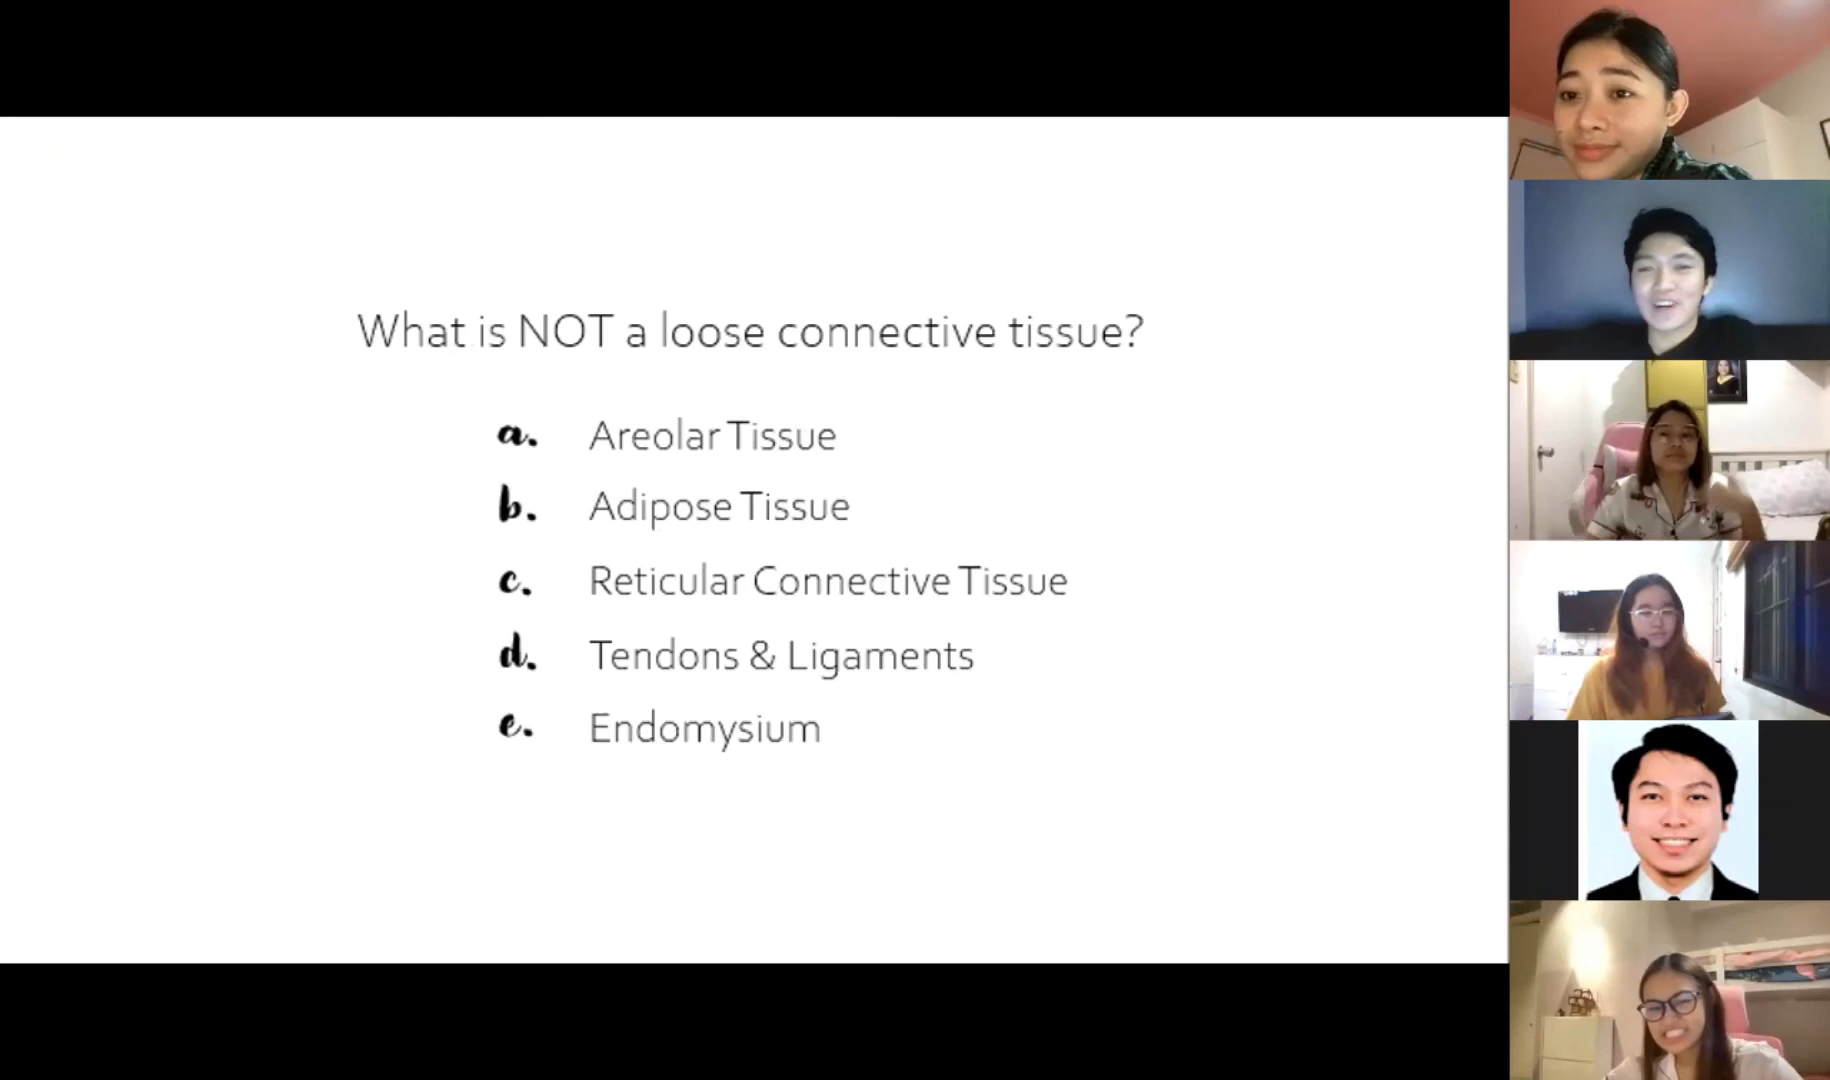 What is NOT a loose connective tissue?
a. Areolar Tissue
b. Adipose Tissue
c. Reticular Connective Tissue
d. Tendons & Ligaments
e. Endomysium